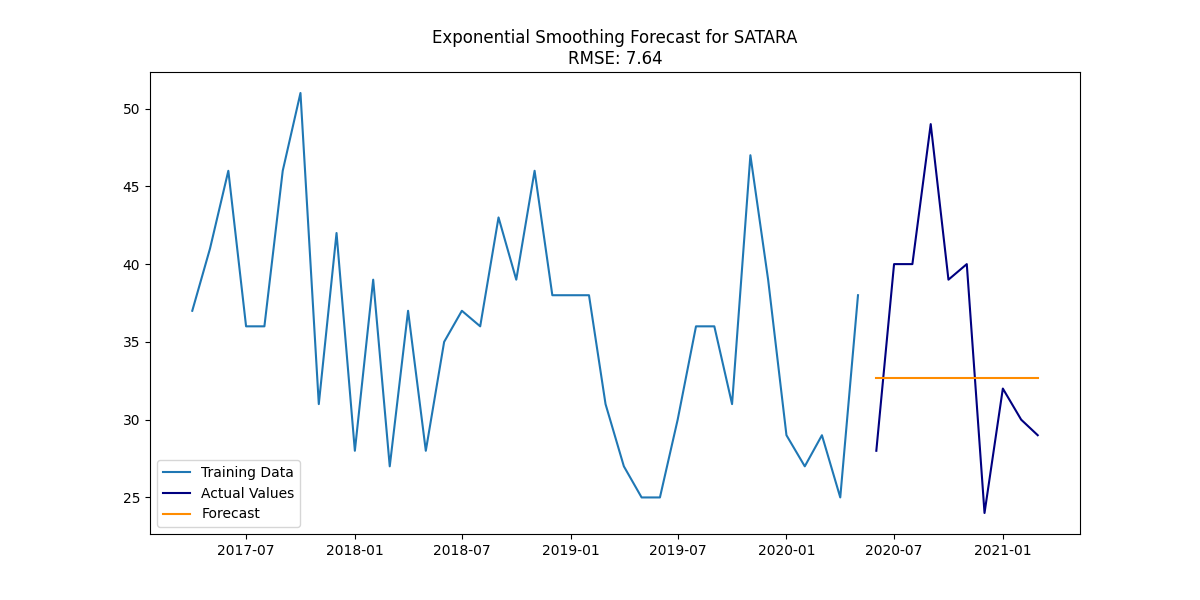 Exponential Smoothing Forecast for SATARA
RMSE: 7.64
50
45
40
35
30
25
Training Data
Actual Values
Forecast
2017-07
2018-01
2018-07
2019-01
2019-07
2020-01
2020-07
2021-01